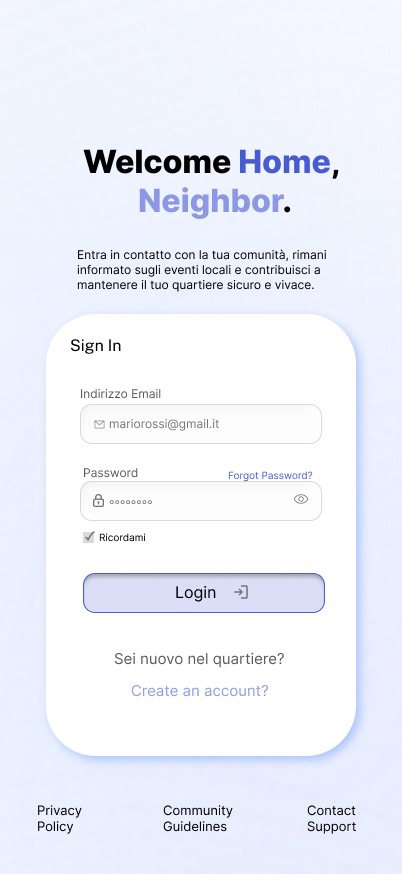 Welcome Home,
Neighbor.
Entra in contatto con la tua comunità, rimani
informato sugli eventi locali e contribuisci a
mantenere il tuo quartiere sicuro e vivace.
Sign In
Indirizzo Email
mariorossi@gmail.it
Password
Forgot Password?
Ricordami
Login
Sei nuovo nel quartiere?
Create an account?
Privacy
Policy
Community
Guidelines
Contact
Support